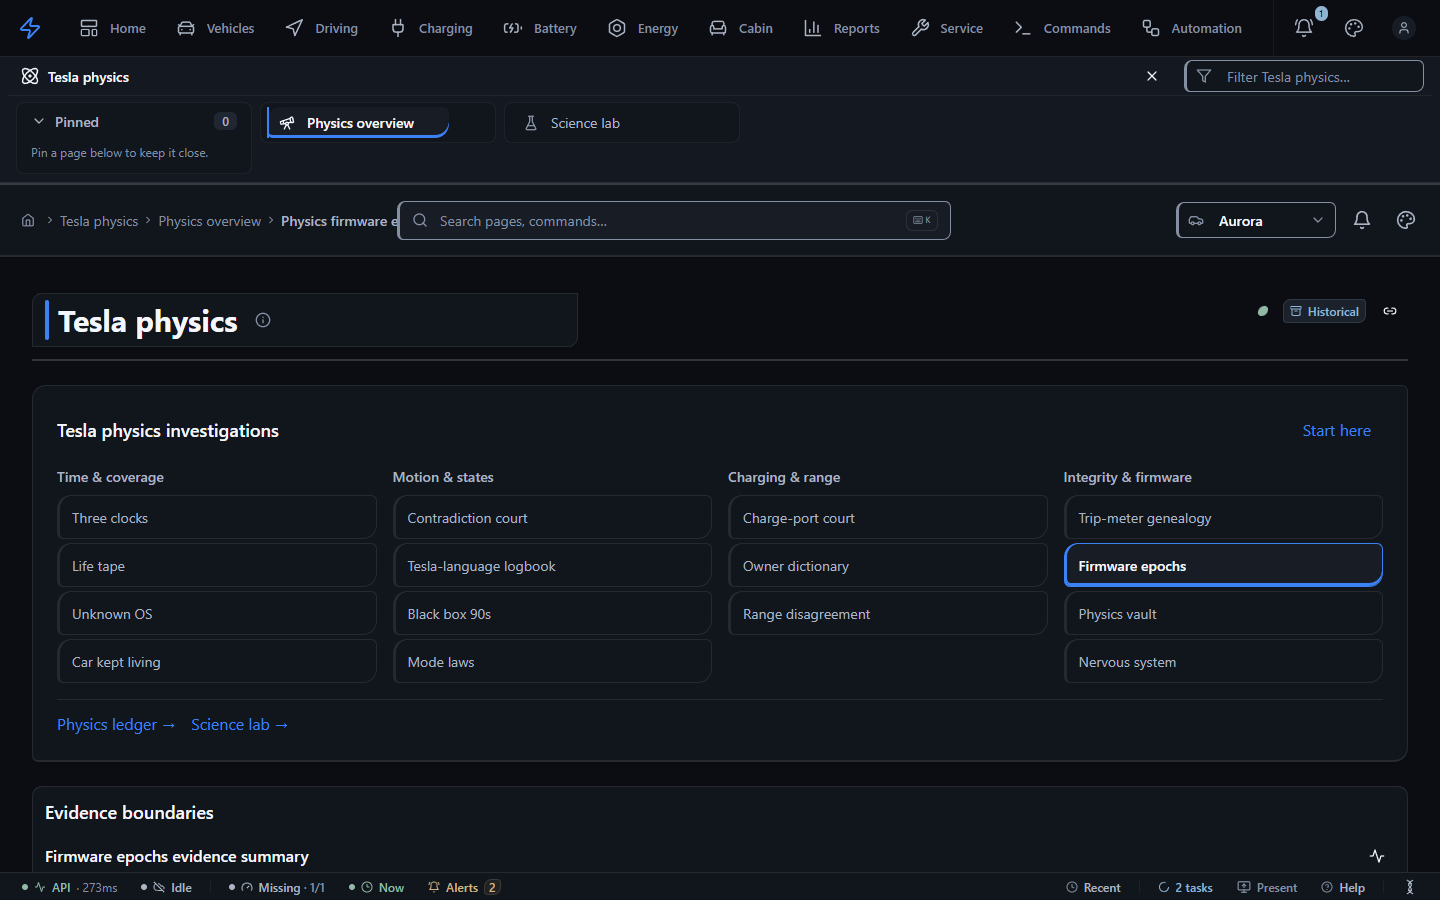 Home Vehicles Driving Charging Battery Energy Cabin Reports Service Commands Automation 1
Tesla physics Filter Tesla physics...
Pinned 0 Physics overview Science lab
Pin a page below to keep it close.
Tesla physics Physics overview Physics firmware e Search pages, commands... K Aurora
Tesla physics Historical
Tesla physics investigations Start here
Time & coverage Motion & states Charging & range Integrity & firmware
Three clocks Contradiction court Charge-port court Trip-meter genealogy
Life tape Tesla-language logbook Owner dictionary Firmware epochs
Unknown OS Black box 90s Range disagreement Physics vault
Car kept living Mode laws Nervous system
Physics ledger → Science lab →
Evidence boundaries
Firmware epochs evidence summary
API · 273ms Idle Missing · 1/1 Now Alerts 2 Recent 2 tasks Present Help